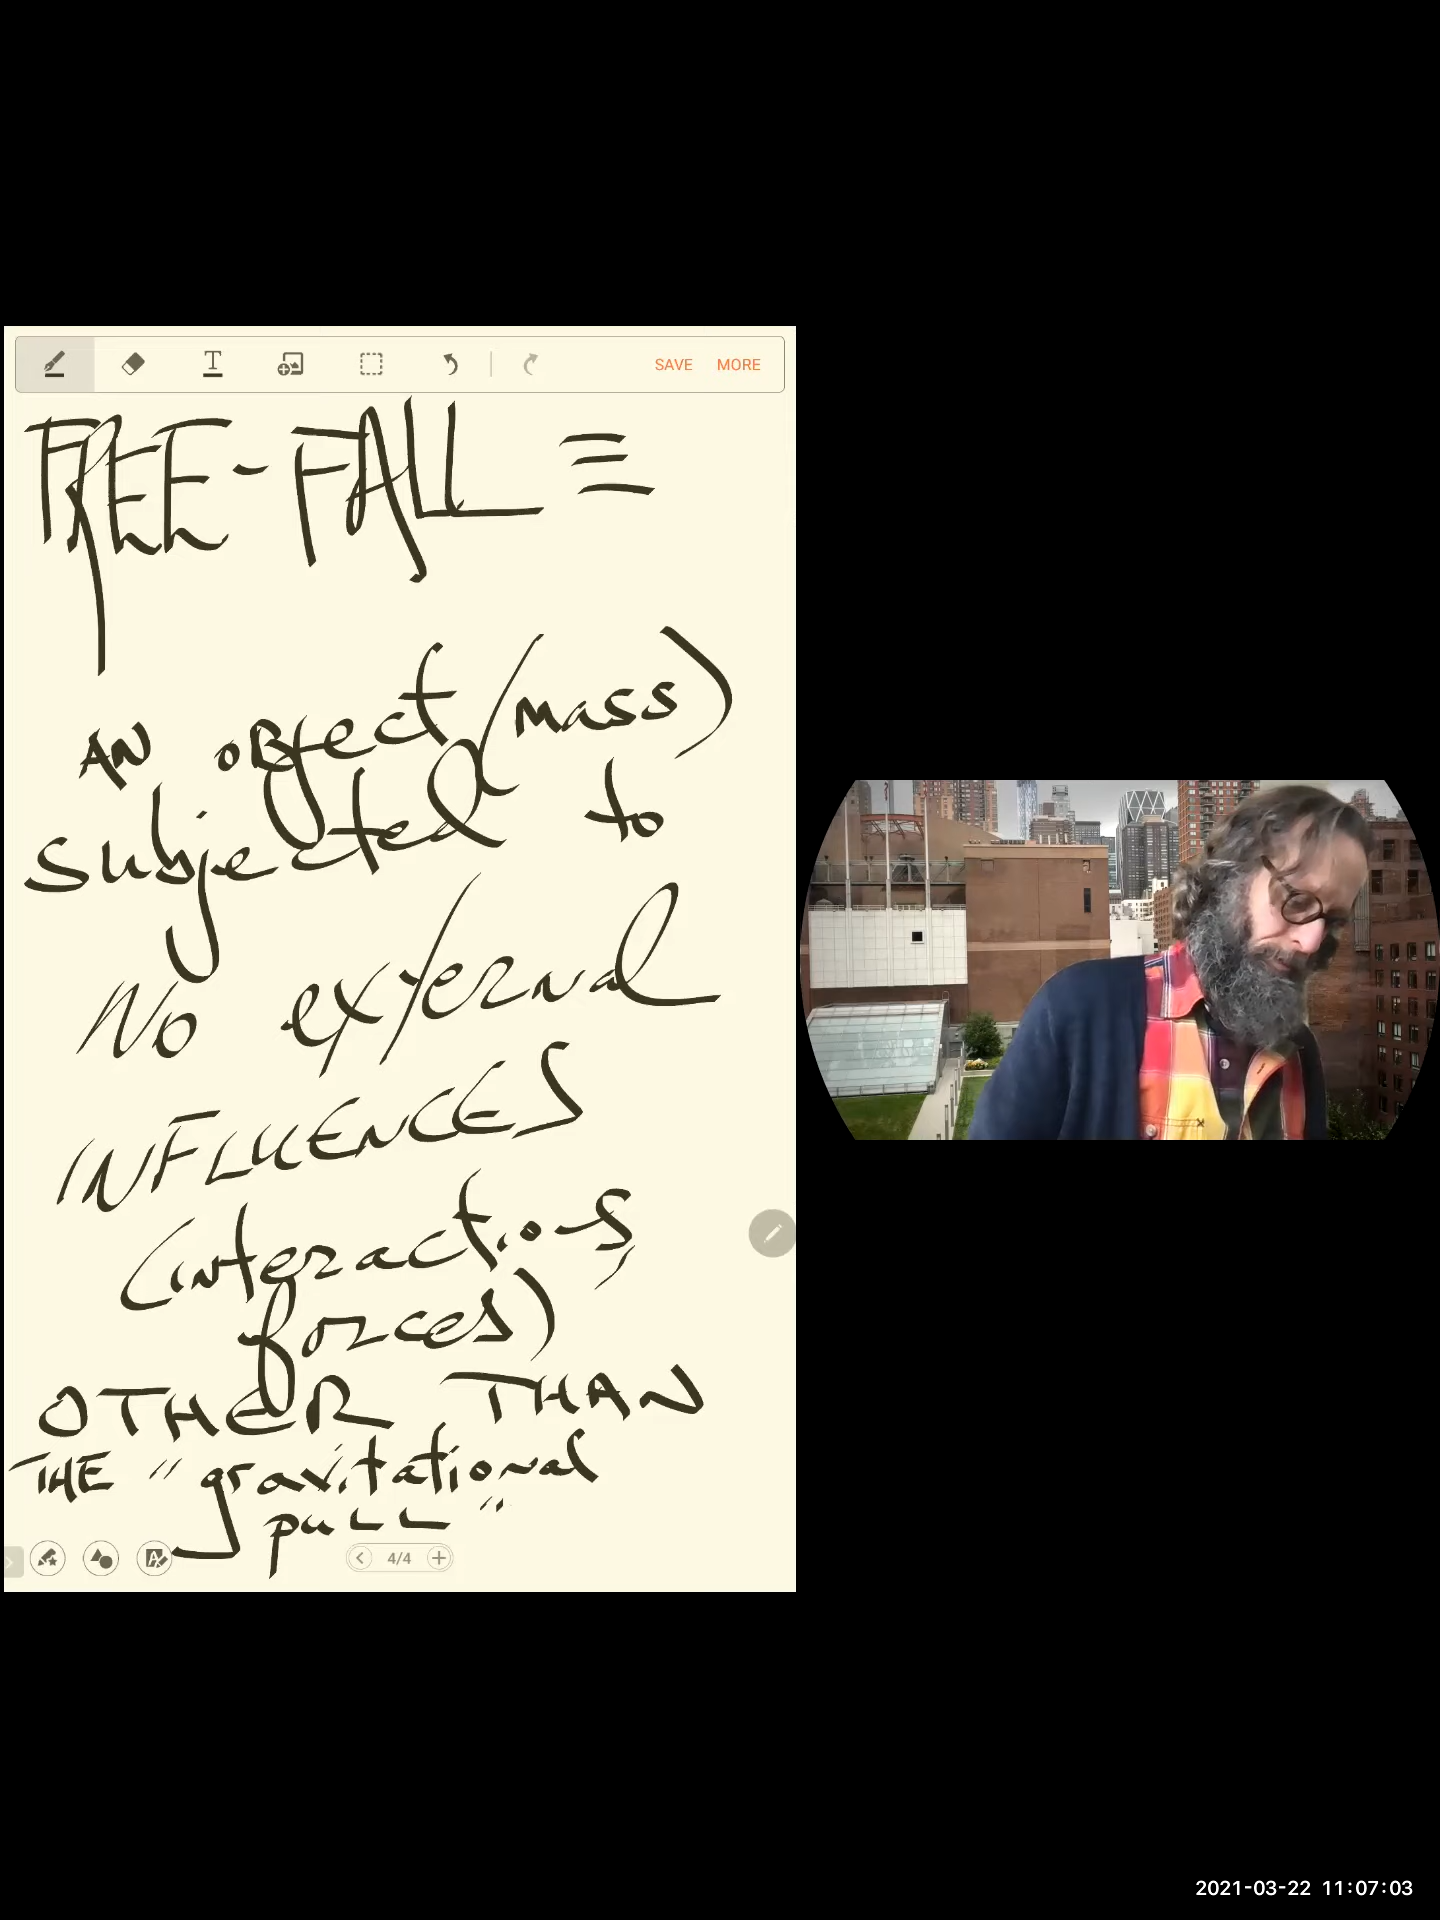 T
SAVE MORE
FREE-FALL ≡
AN OBject (mass)
subjected to
No external
INFLUENCES
(interactions,
forces)
OTHER THAN
THE "gravitational
pULL"
A
4/4
2021-03-22 11:07:03